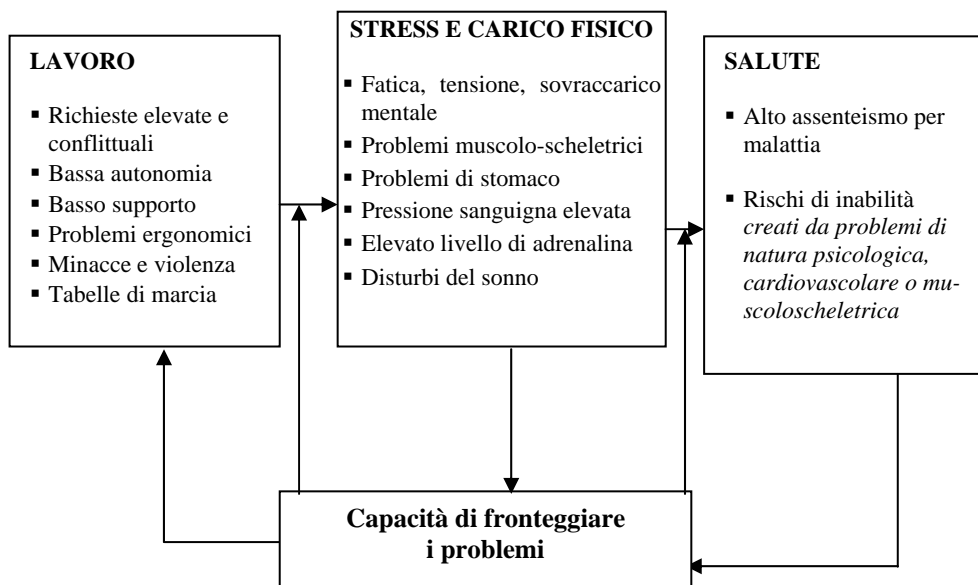 LAVORO
▪ Richieste elevate e
conflittuali
▪ Bassa autonomia
▪ Basso supporto
▪ Problemi ergonomici
▪ Minacce e violenza
▪ Tabelle di marcia
STRESS E CARICO FISICO
▪ Fatica, tensione, sovraccarico
mentale
▪ Problemi muscolo-scheletrici
▪ Problemi di stomaco
▪ Pressione sanguigna elevata
▪ Elevato livello di adrenalina
▪ Disturbi del sonno
SALUTE
▪ Alto assenteismo per
malattia
▪ Rischi di inabilità
creati da problemi di
natura psicologica,
cardiovascolare o mu-
scoloscheletrica
Capacità di fronteggiare
i problemi